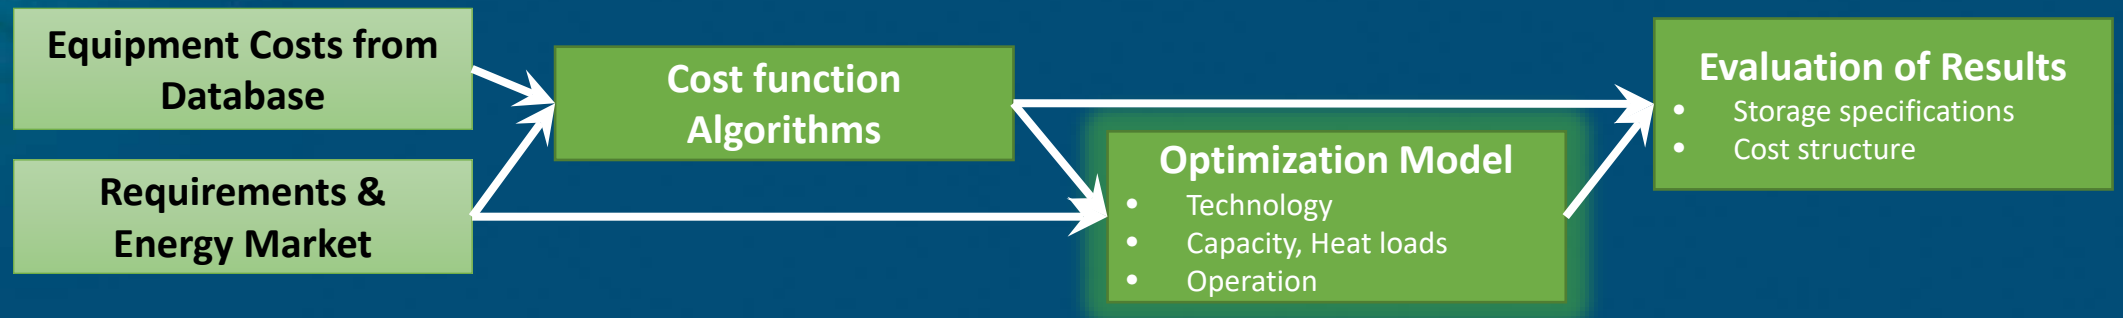 Equipment Costs from
Database
Requirements &
Energy Market
Cost function
Algorithms
Optimization Model
• Technology
• Capacity, Heat loads
• Operation
Evaluation of Results
• Storage specifications
• Cost structure